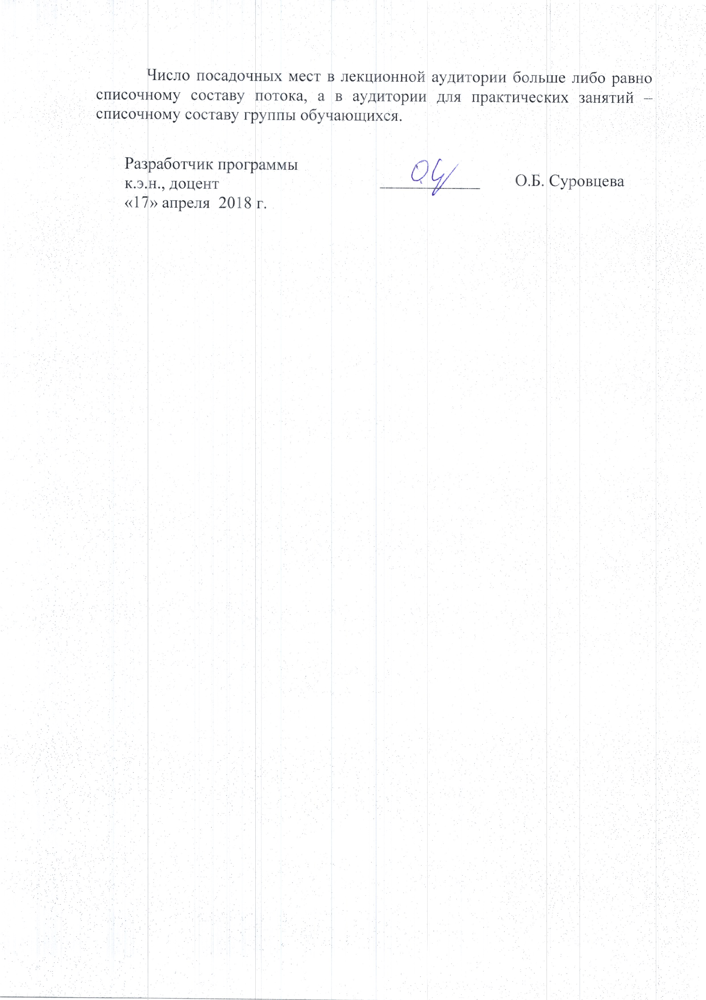 Число посадочных мест в лекционной аудитории больше либо равно
списочному составу потока, а в аудитории для практических занятий –
списочному составу группы обучающихся.
Разработчик программы
к.э.н., доцент
О.Б. Суровцева
«17» апреля 2018 г.